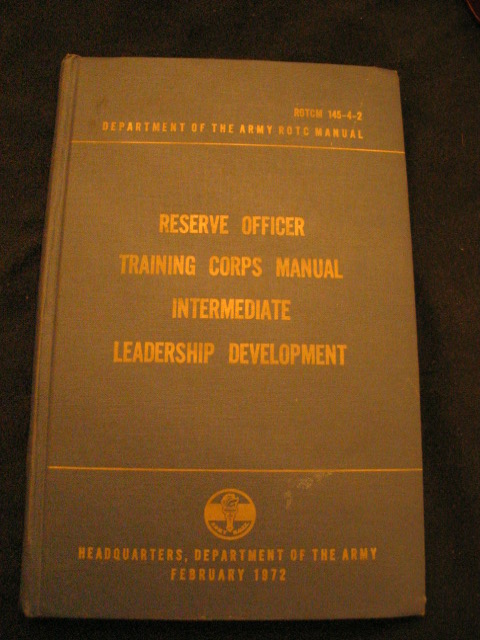 ROTCM 145-4-2
DEPARTMENT OF THE ARMY ROTC MANUAL
RESERVE OFFICER
TRAINING CORPS MANUAL
INTERMEDIATE
LEADERSHIP DEVELOPMENT
HEADQUARTERS, DEPARTMENT OF THE ARMY
FEBRUARY 1972